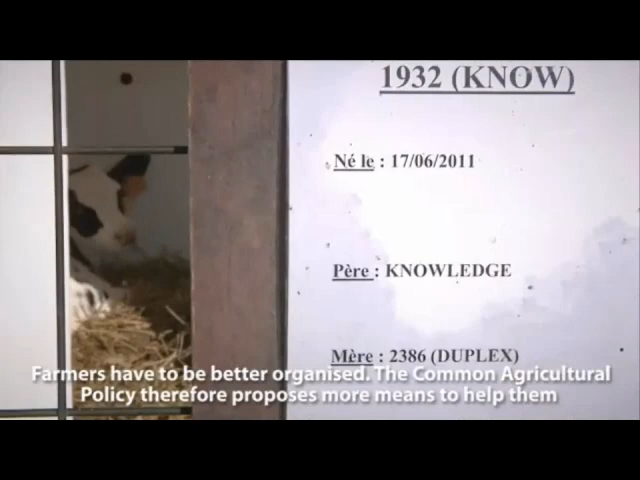 1932 (KNOW)
Né le : 17/06/2011
Père : KNOWLEDGE
Mère : 2386 (DUPLEX)
Farmers have to be better organised. The Common Agricultural
Policy therefore proposes more means to help them